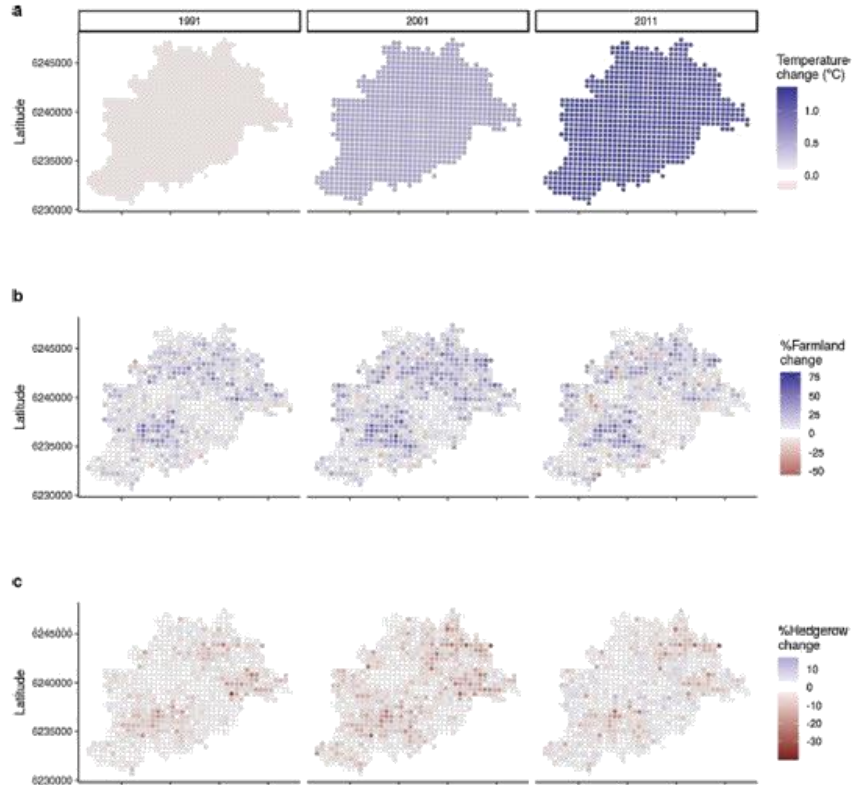 a
1991 2001 2011
Latitude
6245000
6240000
6235000
6230000
Temperature
change (°C)
1.0
0.5
0.0
b
Latitude
6245000
6240000
6235000
6230000
%Farmland
change
75
50
25
0
-25
-50
c
Latitude
6245000
6240000
6235000
6230000
%Hedgerow
change
10
0
-10
-20
-30